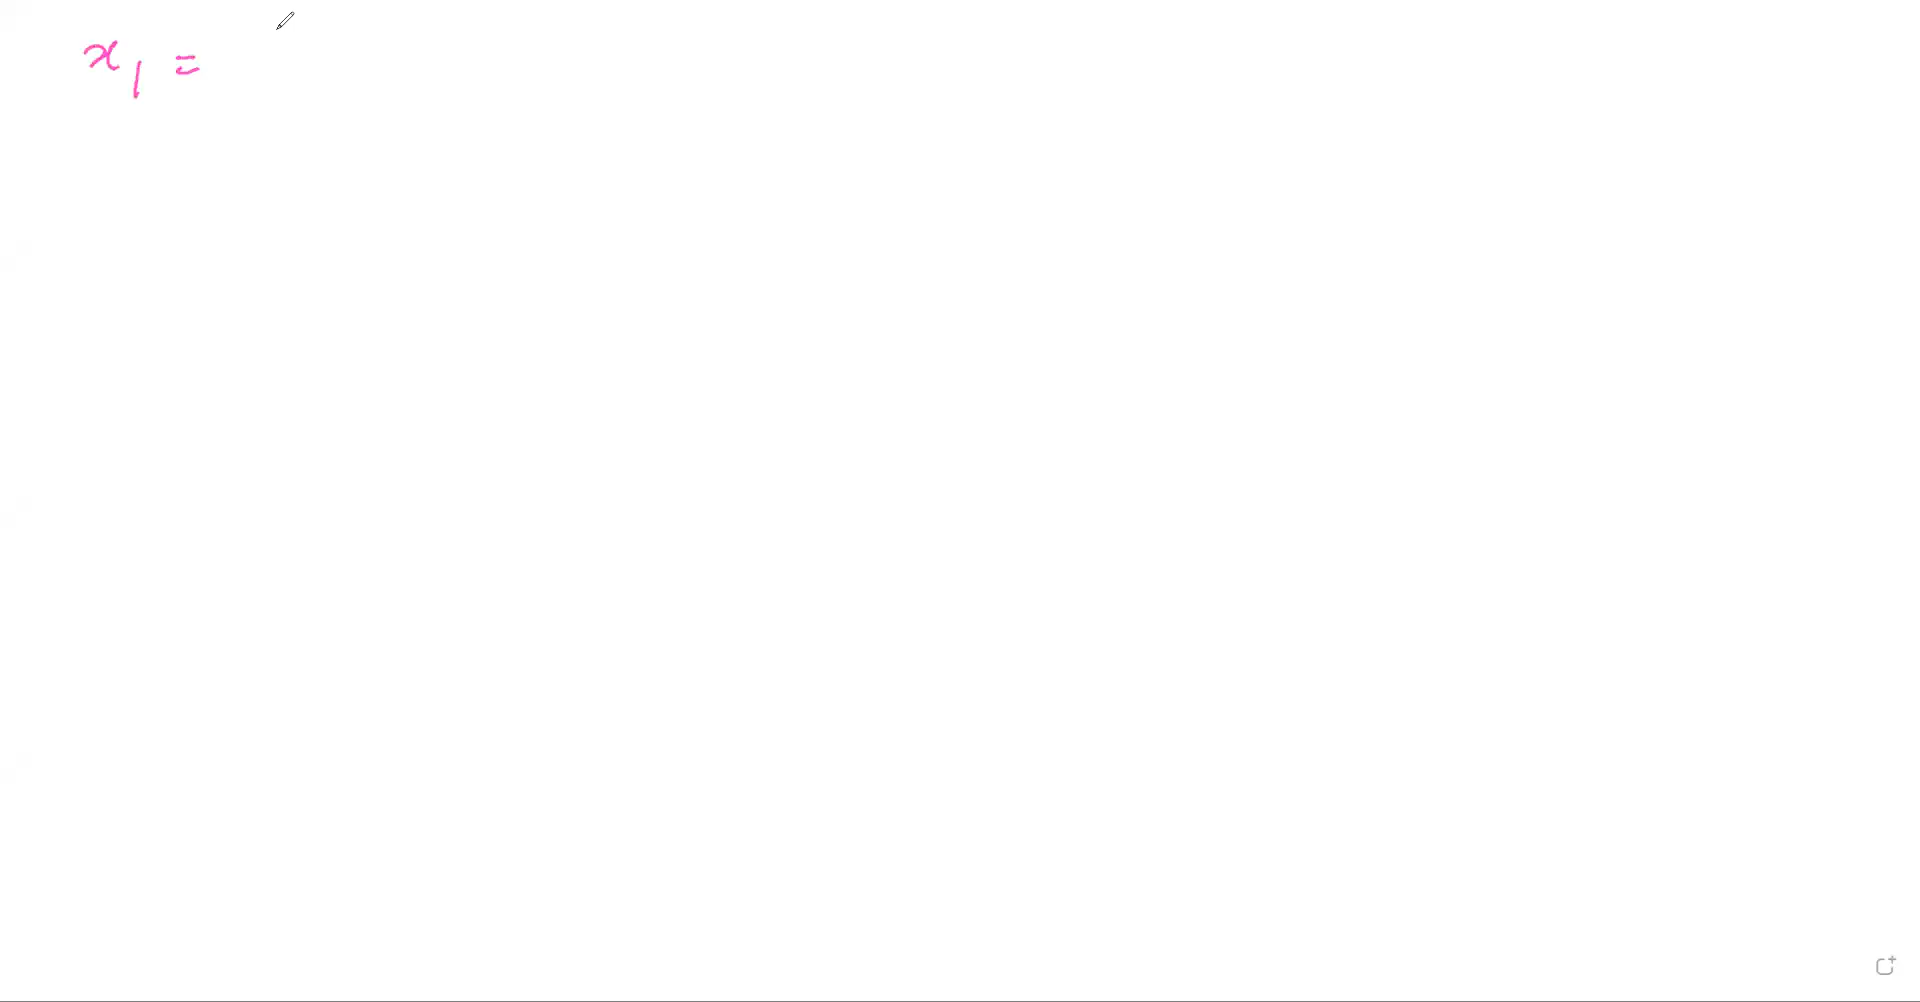 x₁ =